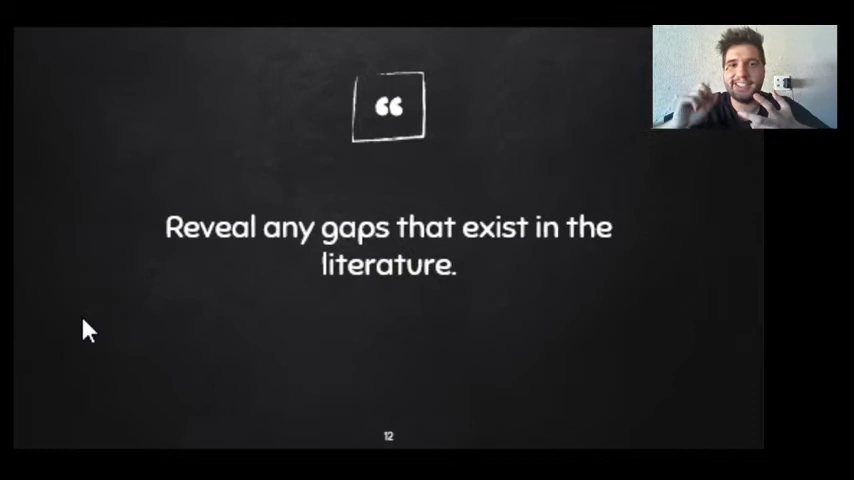 “
Reveal any gaps that exist in the
literature.
12